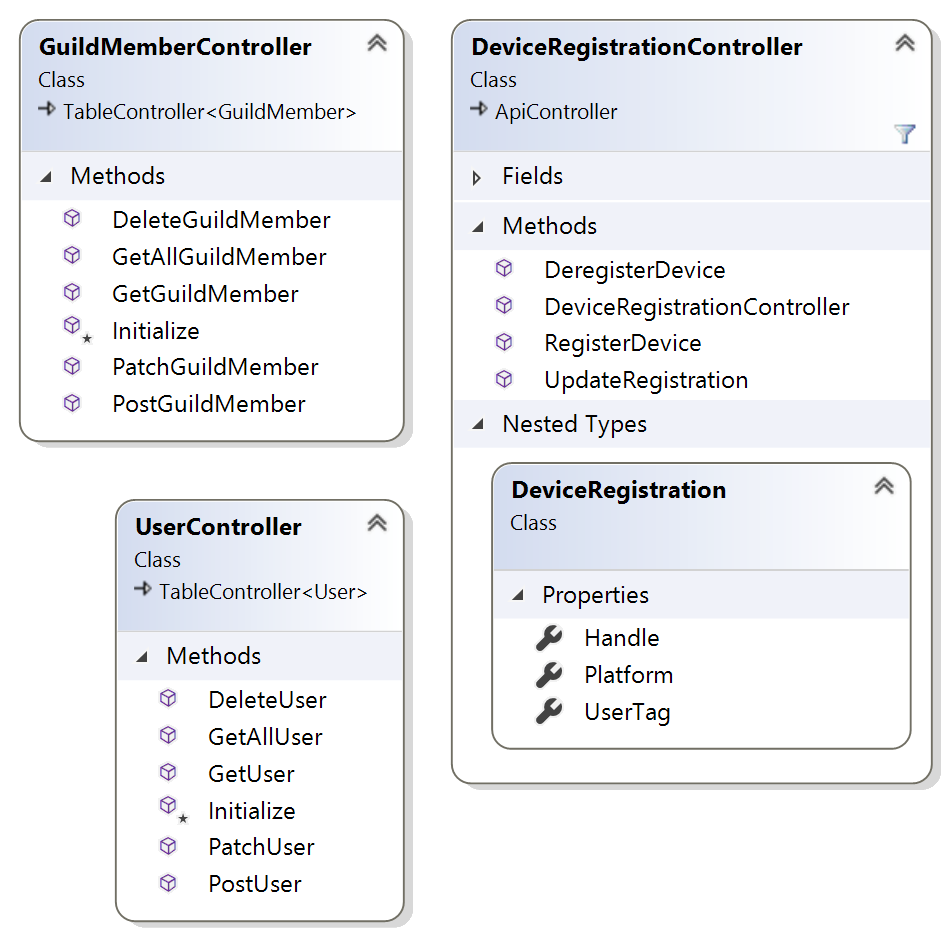 GuildMemberController
Class
TableController<GuildMember>
Methods
DeleteGuildMember
GetAllGuildMember
GetGuildMember
Initialize
PatchGuildMember
PostGuildMember
UserController
Class
TableController<User>
Methods
DeleteUser
GetAllUser
GetUser
Initialize
PatchUser
PostUser
DeviceRegistrationController
Class
ApiController
Fields
Methods
DeregisterDevice
DeviceRegistrationController
RegisterDevice
UpdateRegistration
Nested Types
DeviceRegistration
Class
Properties
Handle
Platform
UserTag